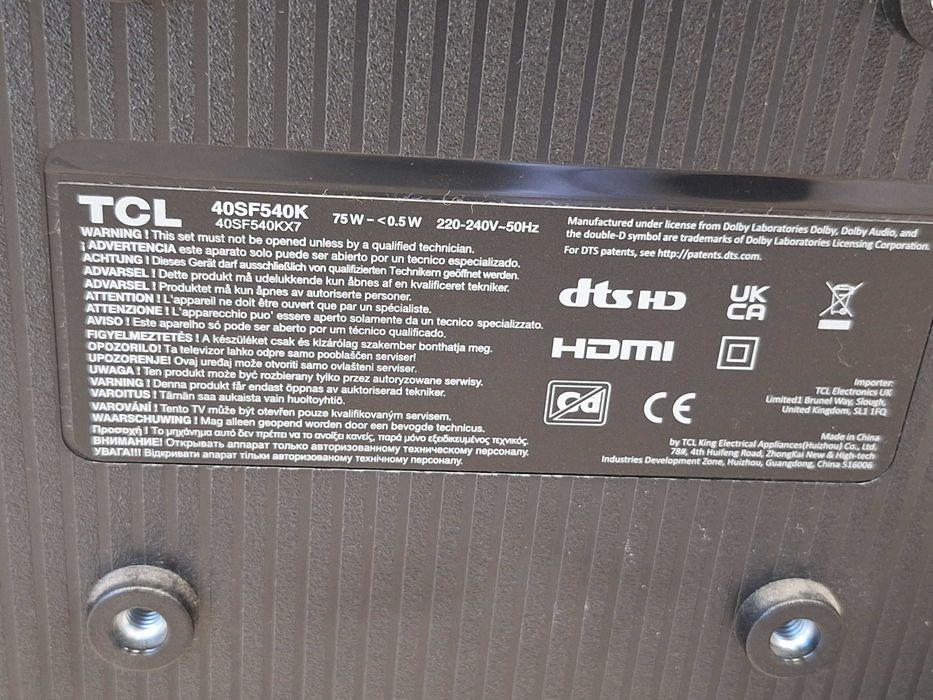 TCL 40SF540K 75W - <0.5W 220-240V~50Hz
40SF540KX7
WARNING ! This set must not be opened unless by a qualified technician.
¡ ADVERTENCIA este aparato solo puede ser abierto por un tecnico especializado.
ACHTUNG ! Dieses Gerät darf ausschließlich von qualifizierten Technikern geöffnet werden.
ADVARSEL ! Dette produkt må udelukkende kun åbnes af en kvalificeret tekniker.
ADVARSEL ! Produktet må kun åpnes av autoriserte personer.
ATTENTION ! L'appareil ne doit être ouvert que par un spécialiste.
ATTENZIONE ! L'apparecchio puo' essere aperto solamente da un tecnico specializzato.
AVISO ! Este aparelho só pode ser aberto por um técnico qualificado.
FIGYELMEZTETÉS ! A készüléket csak és kizárólag szakember bonthatja meg.
OPOZORILO! Ta televizor lahko odpre samo pooblaščen serviser!
UPOZORENJE! Ovaj uređaj može otvoriti samo ovlašteni serviser.
UWAGA ! Ten produkt może być rozbierany tylko przez autoryzowane serwisy.
WARNING ! Denna produkt får endast öppnas av auktoriserad tekniker.
VAROITUS ! Tämän saa aukaista vain huoltoyhtiö.
VAROVÁNÍ ! Tento TV může být otevřen pouze kvalifikovaným servisem.
WAARSCHUWING ! Mag alleen geopend worden door een bevoegde technicus.
Προσοχή ! Το μηχάνημα αυτό δεν πρέπει να το ανοίξει κανείς, παρά μόνο εξειδικευμένος τεχνικός.
ВНИМАНИЕ! Открывать аппарат только авторизованному техническому персоналу.
УВАГА!!! Відкривати апарат тільки авторизованому технічному персоналу.
Manufactured under license from Dolby Laboratories Dolby, Dolby Audio, and
the double-D symbol are trademarks of Dolby Laboratories Licensing Corporation.
For DTS patents, see http://patents.dts.com.
dts HD
UK
CA
HDMI
Pb
CE
Importer:
TCL Electronics UK
Limited1 Brunel Way, Slough,
United Kingdom, SL1 1FQ
Made in China
by TCL King Electrical Appliances(Huizhou) Co., Ltd.
78#, 4th Huifeng Road, ZhongKai New & High-tech
Industries Development Zone, Huizhou, Guangdong, China 516006